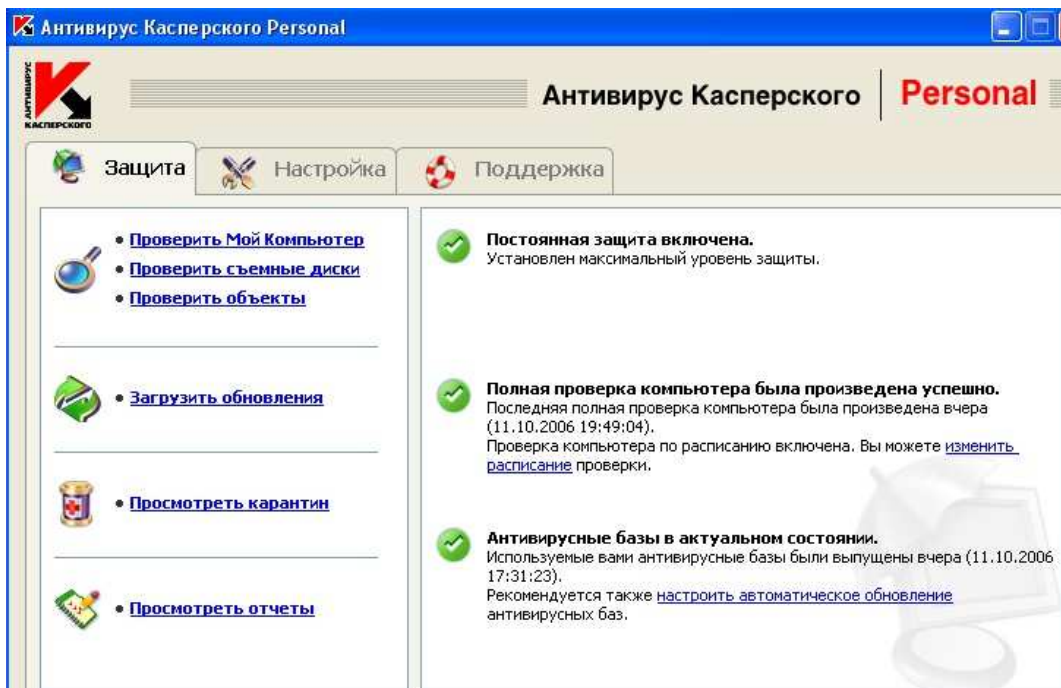 Антивирус Касперского Personal
АНТИВИРУС
КАСПЕРСКОГО
Антивирус Касперского
Personal
Защита
Настройка
Поддержка
Проверить Мой Компьютер
Проверить съемные диски
Проверить объекты
Загрузить обновления
Просмотреть карантин
Просмотреть отчеты
Постоянная защита включена.
Установлен максимальный уровень защиты.
Полная проверка компьютера была произведена успешно.
Последняя полная проверка компьютера была произведена вчера
(11.10.2006 19:49:04).
Проверка компьютера по расписанию включена. Вы можете изменить
расписание проверки.
Антивирусные базы в актуальном состоянии.
Используемые вами антивирусные базы были выпущены вчера (11.10.2006
17:31:23).
Рекомендуется также настроить автоматическое обновление
антивирусных баз.